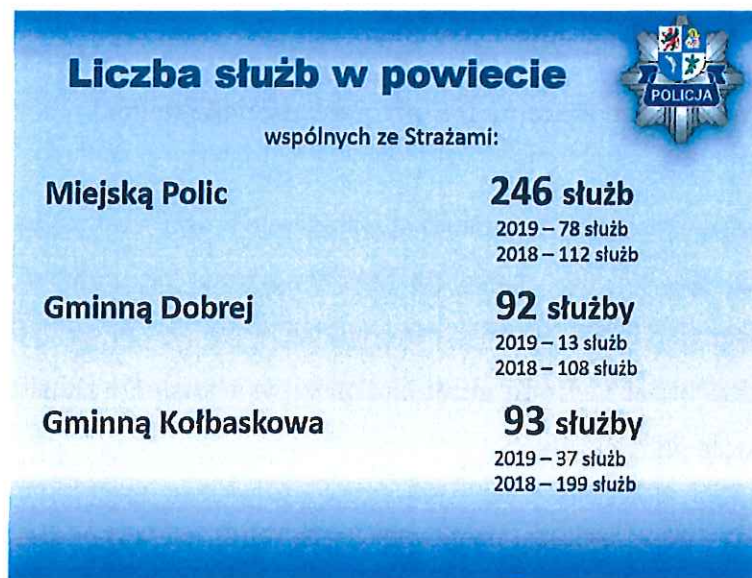 Liczba służb w powiecie
POLICJA
wspólnych ze Strażami:
Miejską Polic 246 służb
2019 – 78 służb
2018 – 112 służb
Gminną Dobrej 92 służby
2019 – 13 służb
2018 – 108 służb
Gminną Kołbaskowa 93 służby
2019 – 37 służb
2018 – 199 służb